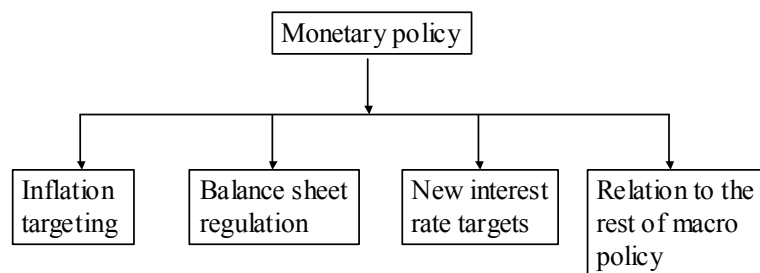 Monetary policy
Inflation
targeting
Balance sheet
regulation
New interest
rate targets
Relation to the
rest of macro
policy